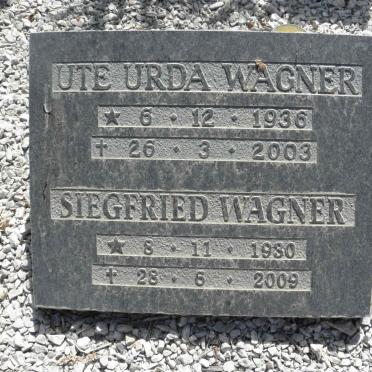 UTE URDA WAGNER
★ 6 · 12 · 1936
† 26 · 3 · 2003
SIEGFRIED WAGNER
★ 8 · 11 · 1930
† 28 · 6 · 2009